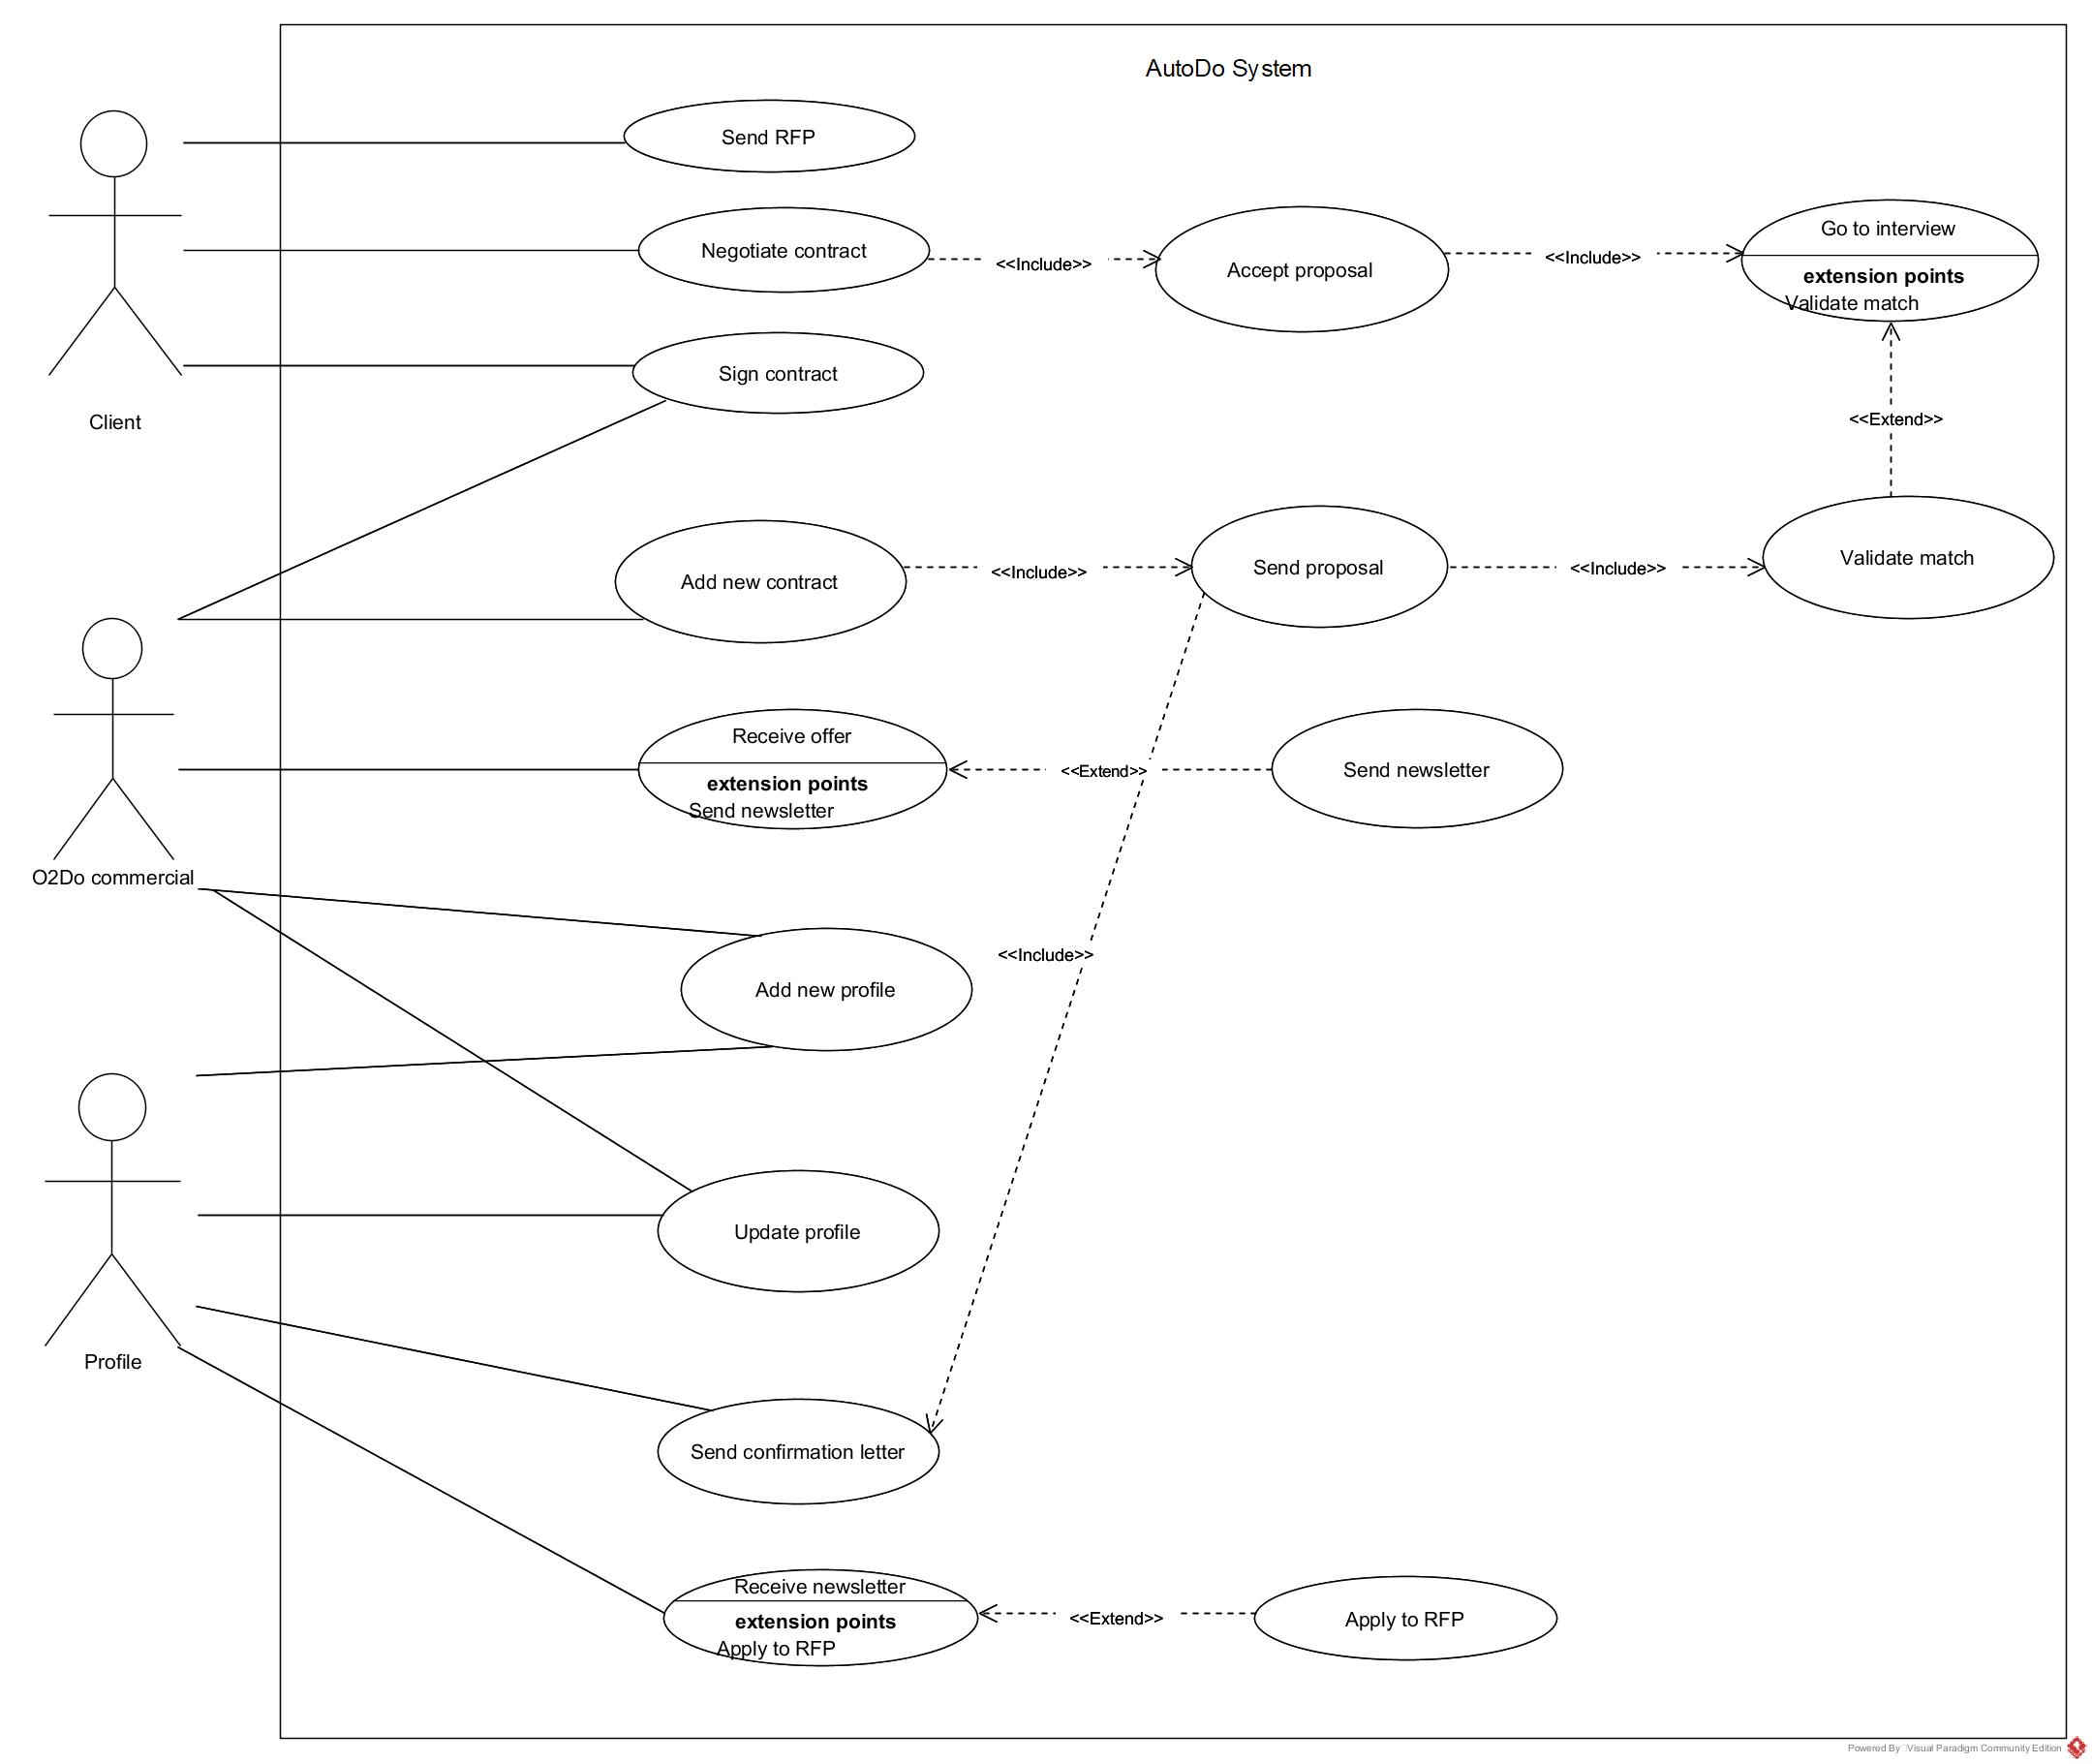 AutoDo System
Send RFP
Negotiate contract
<<Include>>
Accept proposal
<<Include>>
Go to interview
extension points
Validate match
Sign contract
Client
<<Extend>>
Add new contract
<<Include>>
Send proposal
<<Include>>
Validate match
Receive offer
extension points
Send newsletter
<<Extend>>
Send newsletter
O2Do commercial
<<Include>>
Add new profile
Update profile
Profile
Send confirmation letter
Receive newsletter
extension points
Apply to RFP
<<Extend>>
Apply to RFP
Powered By Visual Paradigm Community Edition